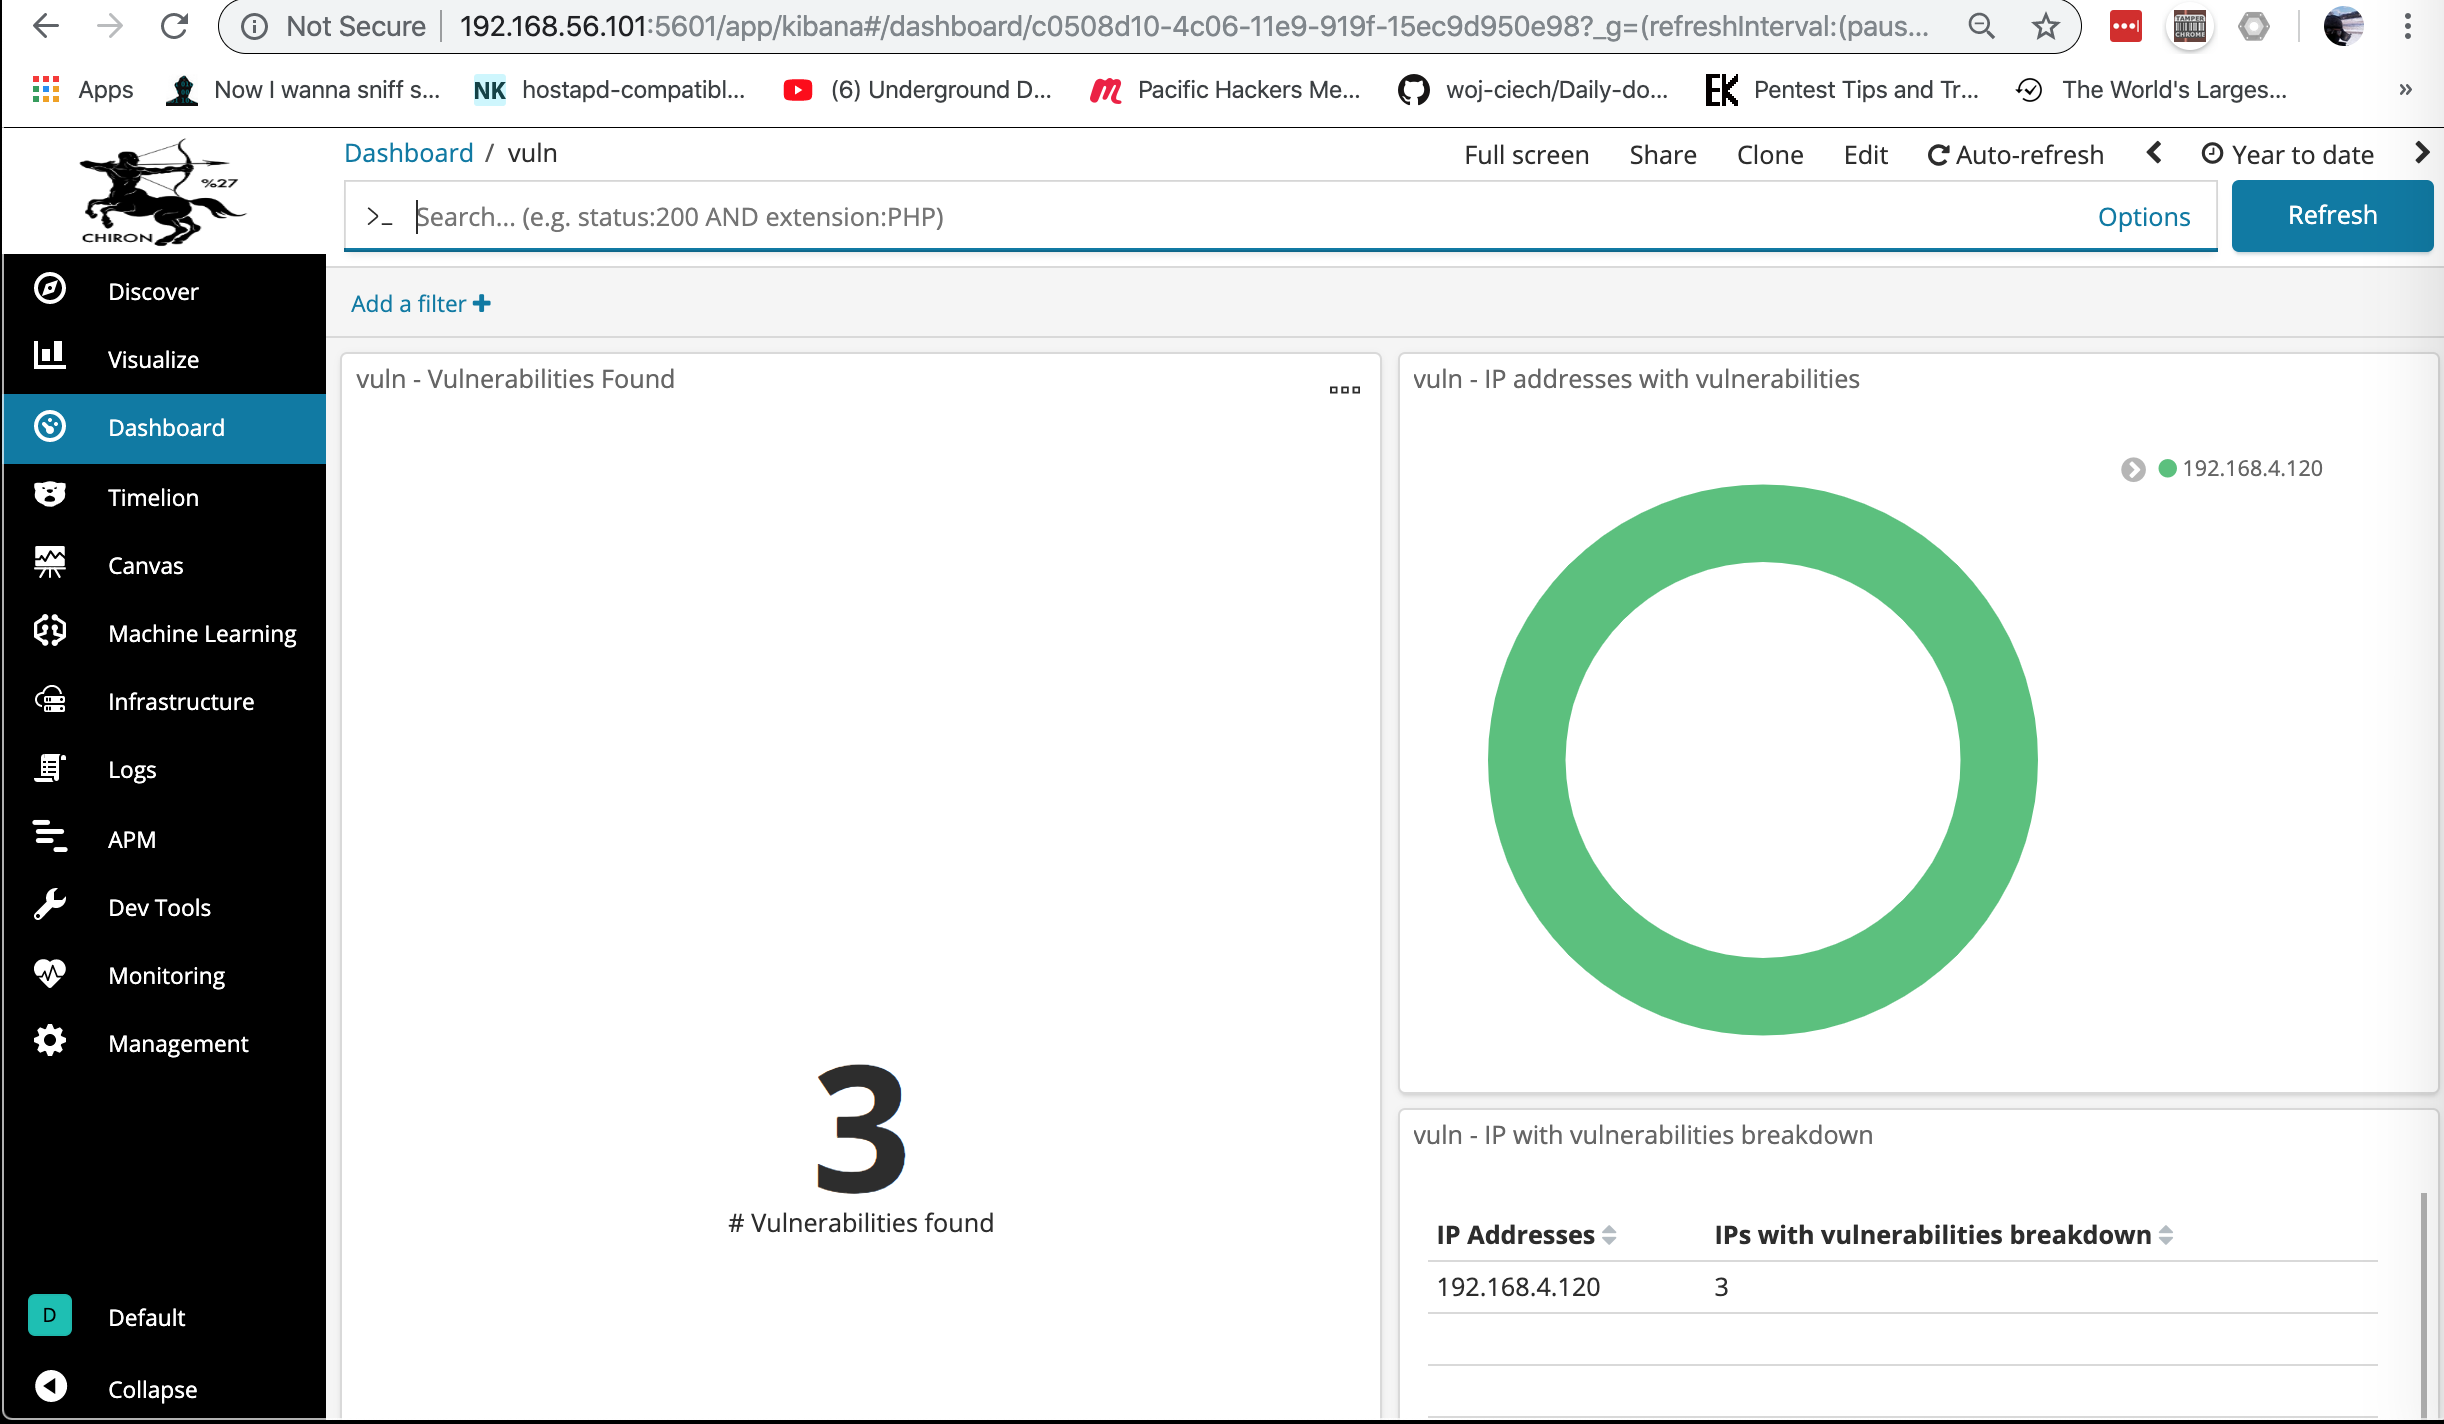 Not Secure 192.168.56.101:5601/app/kibana#/dashboard/c0508d10-4c06-11e9-919f-15ec9d950e98?_g=(refreshInterval:(paus...
TAMPER CHROME
Apps Now I wanna sniff s... NK hostapd-compatibl... (6) Underground D... Pacific Hackers Me... woj-ciech/Daily-do... EK Pentest Tips and Tr... The World's Larges... »
%27
CHIRON
Dashboard / vuln Full screen Share Clone Edit Auto-refresh Year to date
>_ Search... (e.g. status:200 AND extension:PHP) Options Refresh
Add a filter +
Discover
Visualize
Dashboard
Timelion
Canvas
Machine Learning
Infrastructure
Logs
APM
Dev Tools
Monitoring
Management
D Default
Collapse
vuln - Vulnerabilities Found
3
# Vulnerabilities found
vuln - IP addresses with vulnerabilities
192.168.4.120
vuln - IP with vulnerabilities breakdown
IP Addresses IPs with vulnerabilities breakdown
192.168.4.120 3